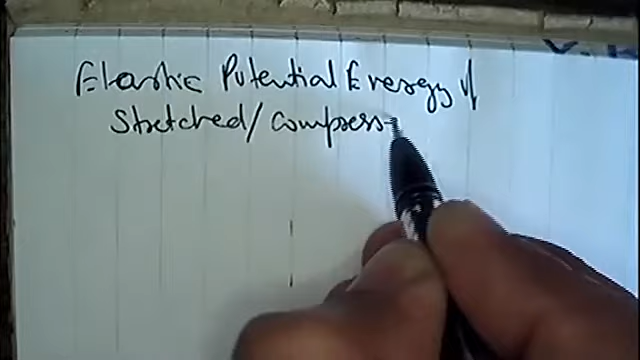 Elastic Potential Energy of
Stretched/Compress